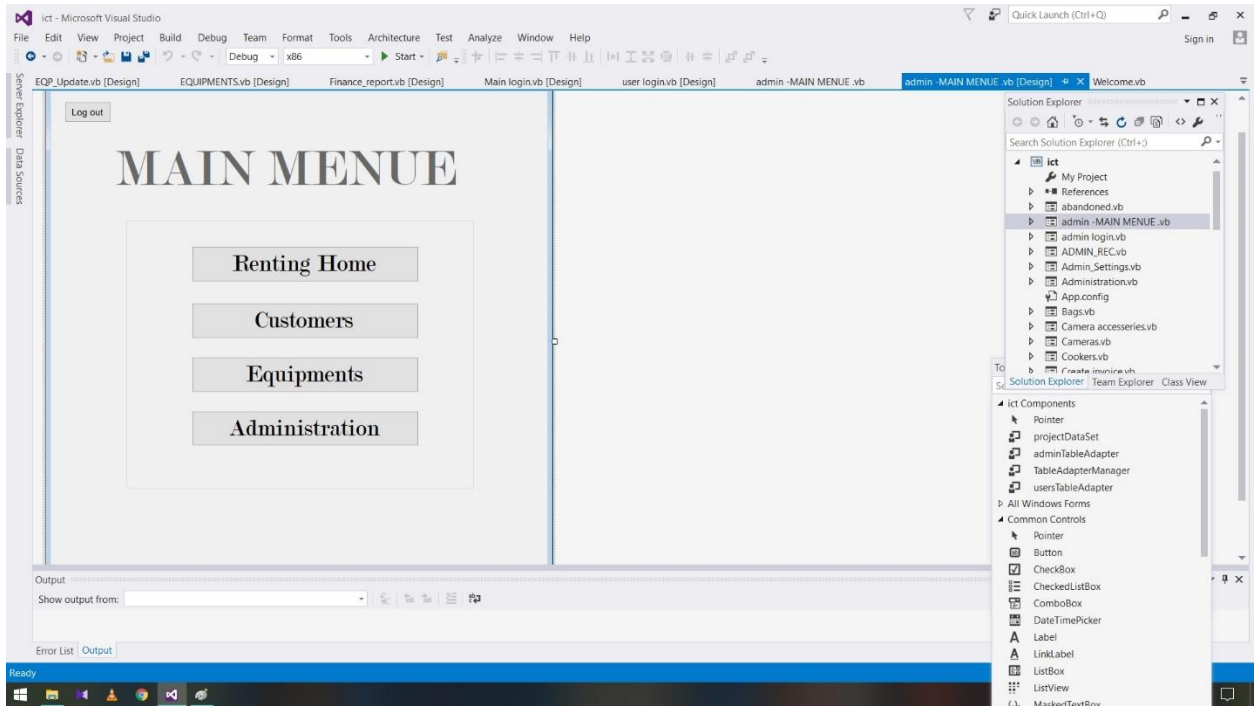 ict - Microsoft Visual Studio
Quick Launch (Ctrl+Q)
File Edit View Project Build Debug Team Format Tools Architecture Test Analyze Window Help
Sign in
Debug x86 Start
EQP_Update.vb [Design] EQUIPMENTS.vb [Design] Finance_report.vb [Design] Main login.vb [Design] user login.vb [Design] admin -MAIN MENUE .vb admin -MAIN MENUE .vb [Design] Welcome.vb
Server Explorer
Data Sources
Log out
MAIN MENUE
Renting Home
Customers
Equipments
Administration
Solution Explorer
Search Solution Explorer (Ctrl+;)
ict
My Project
References
abandoned.vb
admin -MAIN MENUE .vb
admin login.vb
ADMIN_REC.vb
Admin_Settings.vb
Administration.vb
App.config
Bags.vb
Camera accesseries.vb
Cameras.vb
Cookers.vb
Create invoice.vb
Solution Explorer Team Explorer Class View
ict Components
Pointer
projectDataSet
adminTableAdapter
TableAdapterManager
usersTableAdapter
All Windows Forms
Common Controls
Pointer
Button
CheckBox
CheckedListBox
ComboBox
DateTimePicker
Label
LinkLabel
ListBox
ListView
MaskedTextBox
Output
Show output from:
Error List Output
Ready